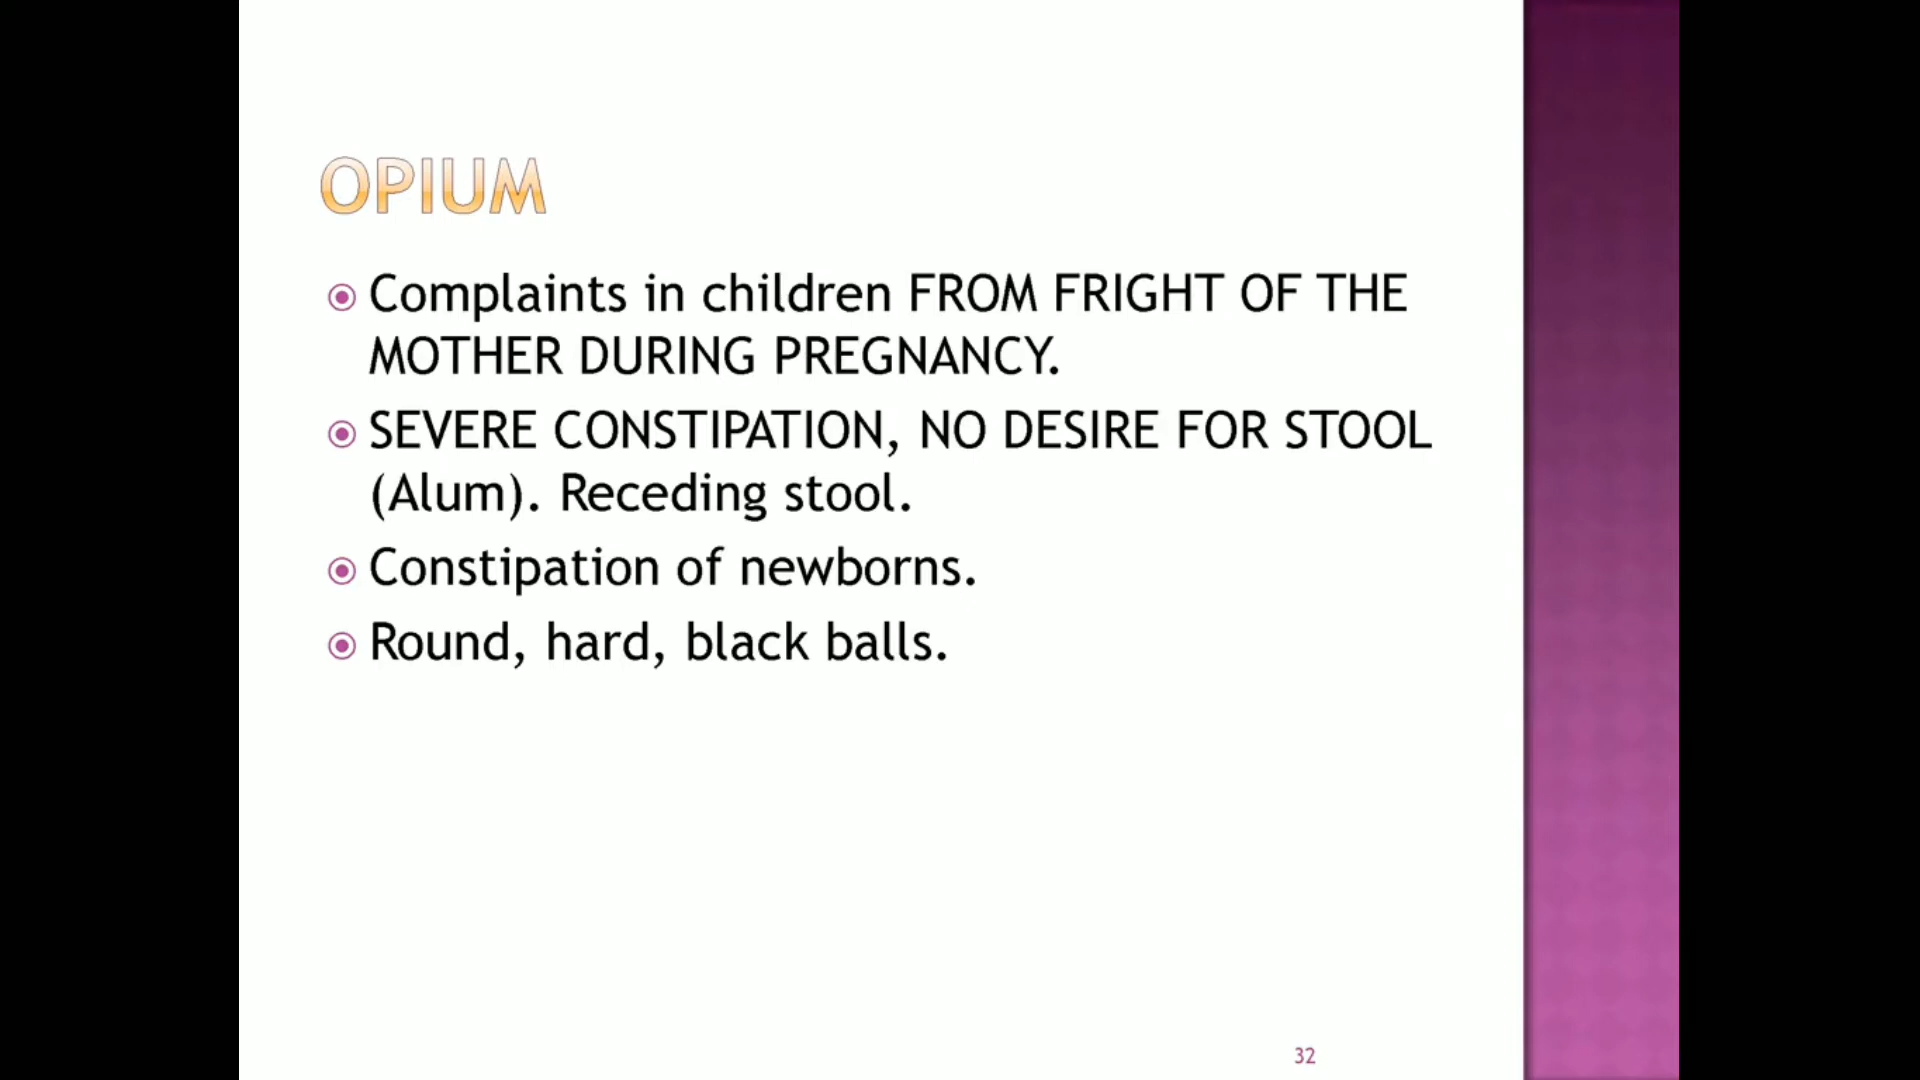 OPIUM
Complaints in children FROM FRIGHT OF THE
MOTHER DURING PREGNANCY.
SEVERE CONSTIPATION, NO DESIRE FOR STOOL
(Alum). Receding stool.
Constipation of newborns.
Round, hard, black balls.
32